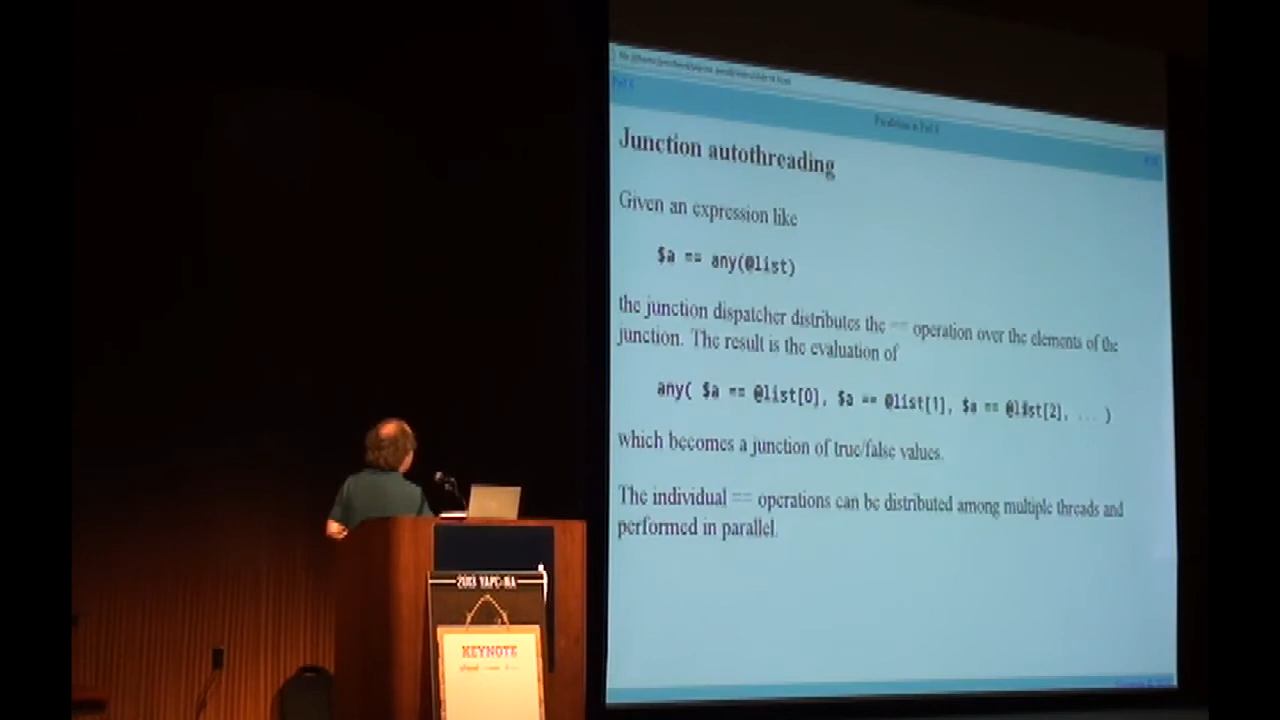 Junction autothreading
Given an expression like
$a == any(@list)
the junction dispatcher distributes the == operation over the elements of the
junction. The result is the evaluation of
any( $a == @list[0], $a == @list[1], $a == @list[2], ... )
which becomes a junction of true/false values.
The individual == operations can be distributed among multiple threads and
performed in parallel.
2013 YAPC::NA
KEYNOTE